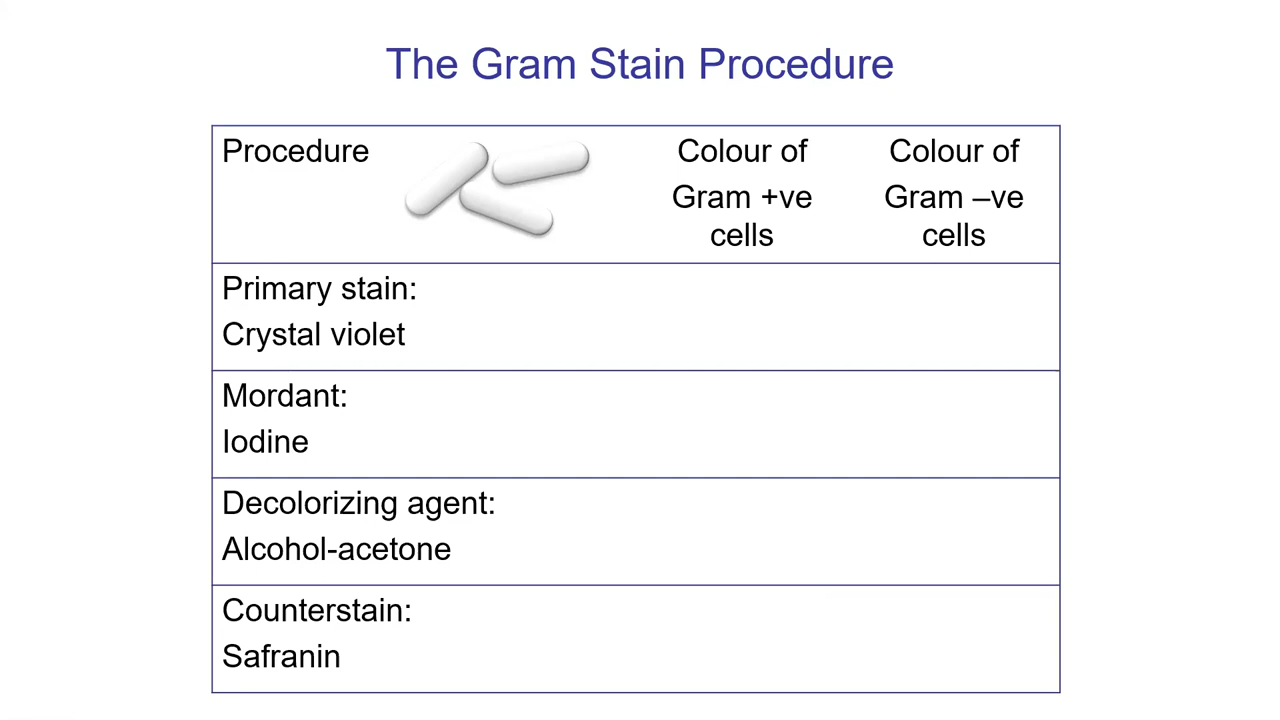 The Gram Stain Procedure
Procedure
Colour of
Gram +ve
cells
Colour of
Gram –ve
cells
Primary stain:
Crystal violet
Mordant:
Iodine
Decolorizing agent:
Alcohol-acetone
Counterstain:
Safranin